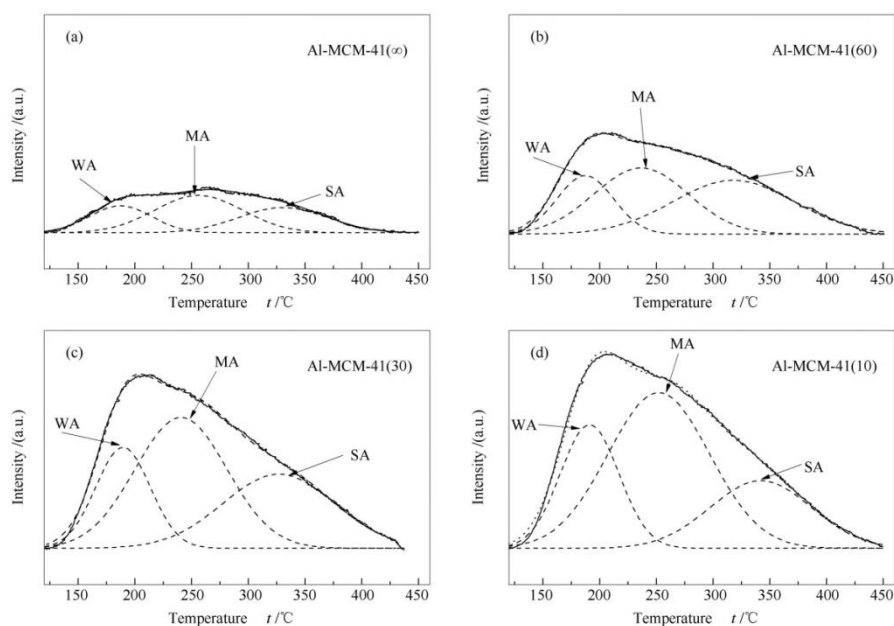 (a)
Al-MCM-41(∞)
MA
WA
SA
Intensity /(a.u.)
150 200 250 300 350 400 450
Temperature t /℃
(b)
Al-MCM-41(60)
MA
WA
SA
Intensity /(a.u.)
150 200 250 300 350 400 450
Temperature t /℃
(c)
Al-MCM-41(30)
MA
WA
SA
Intensity /(a.u.)
150 200 250 300 350 400 450
Temperature t /℃
(d)
Al-MCM-41(10)
MA
WA
SA
Intensity /(a.u.)
150 200 250 300 350 400 450
Temperature t /℃